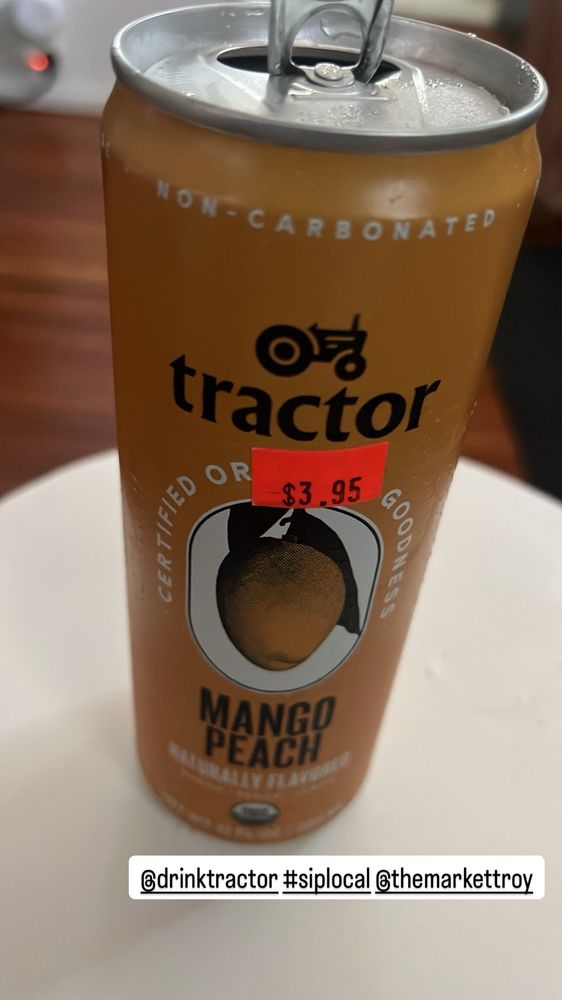 NON-CARBONATED
tractor
CERTIFIED OR
GOODNESS
$3.95
MANGO
PEACH
NATURALLY FLAVORED
@drinktractor #siplocal @themarkettroy